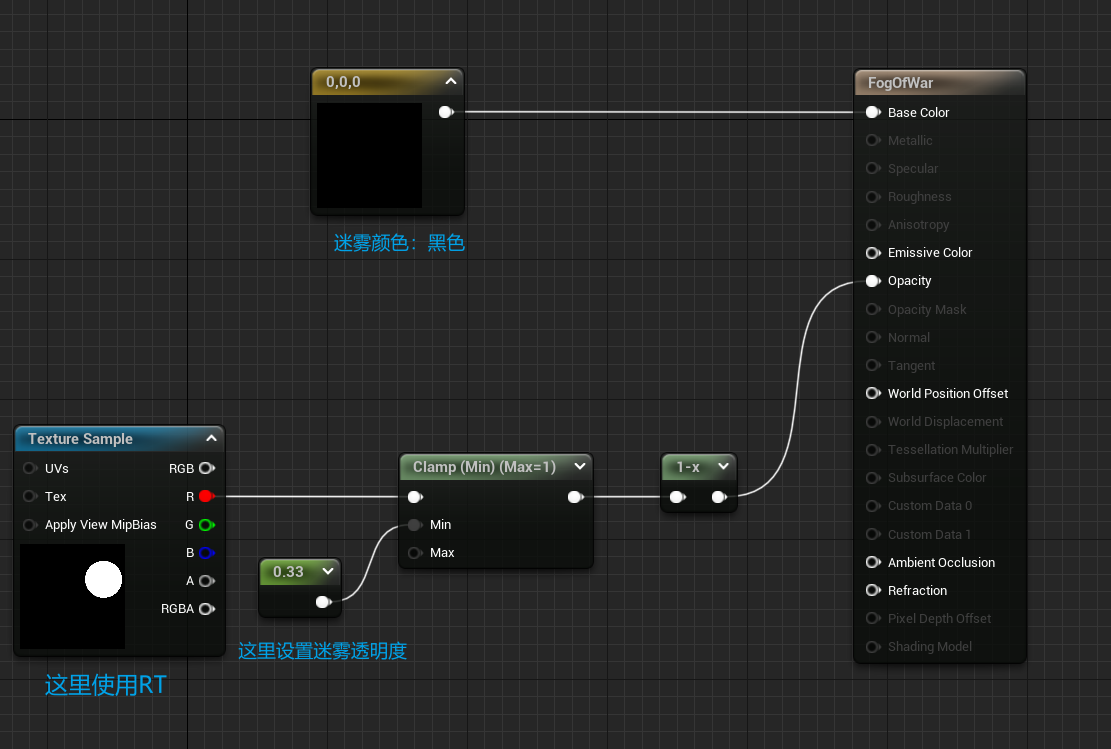 0,0,0
迷雾颜色：黑色
FogOfWar
Base Color
Metallic
Specular
Roughness
Anisotropy
Emissive Color
Opacity
Opacity Mask
Normal
Tangent
World Position Offset
World Displacement
Tessellation Multiplier
Subsurface Color
Custom Data 0
Custom Data 1
Ambient Occlusion
Refraction
Pixel Depth Offset
Shading Model
Texture Sample
UVs RGB
Tex R
Apply View MipBias G
B
A
RGBA
这里使用RT
0.33
这里设置迷雾透明度
Clamp (Min) (Max=1)
Min
Max
1-x